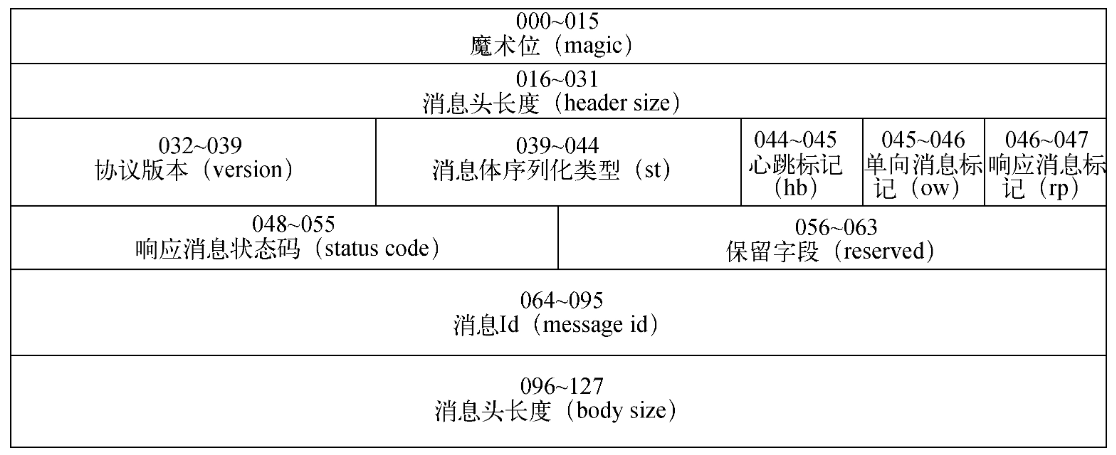 000~015
魔术位（magic）
016~031
消息头长度（header size）
032~039
协议版本（version）
039~044
消息体序列化类型（st）
044~045
心跳标记
（hb）
045~046
单向消息标
记（ow）
046~047
响应消息标
记（rp）
048~055
响应消息状态码（status code）
056~063
保留字段（reserved）
064~095
消息Id（message id）
096~127
消息头长度（body size）